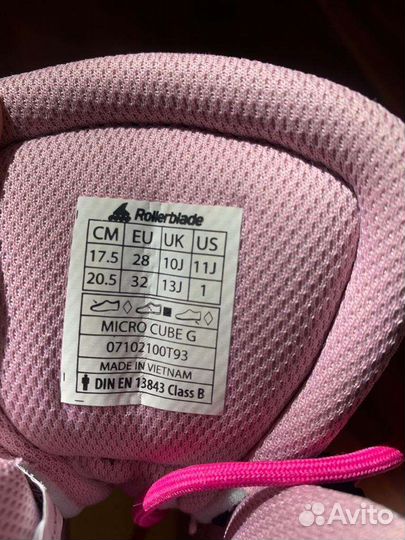 Rollerblade
CM EU UK US
17.5 28 10J 11J
20.5 32 13J 1
MICRO CUBE G
07102100T93
MADE IN VIETNAM
DIN EN 13843 Class B
Avito